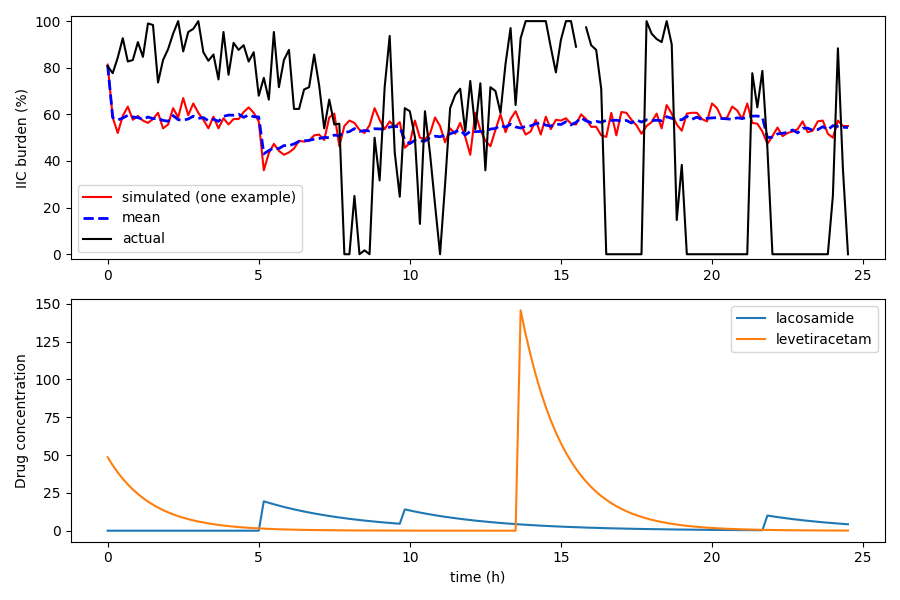 IIC burden (%)
100
80
60
40
20
0
simulated (one example)
mean
actual
0 5 10 15 20 25
Drug concentration
150
125
100
75
50
25
0
lacosamide
levetiracetam
0 5 10 15 20 25
time (h)